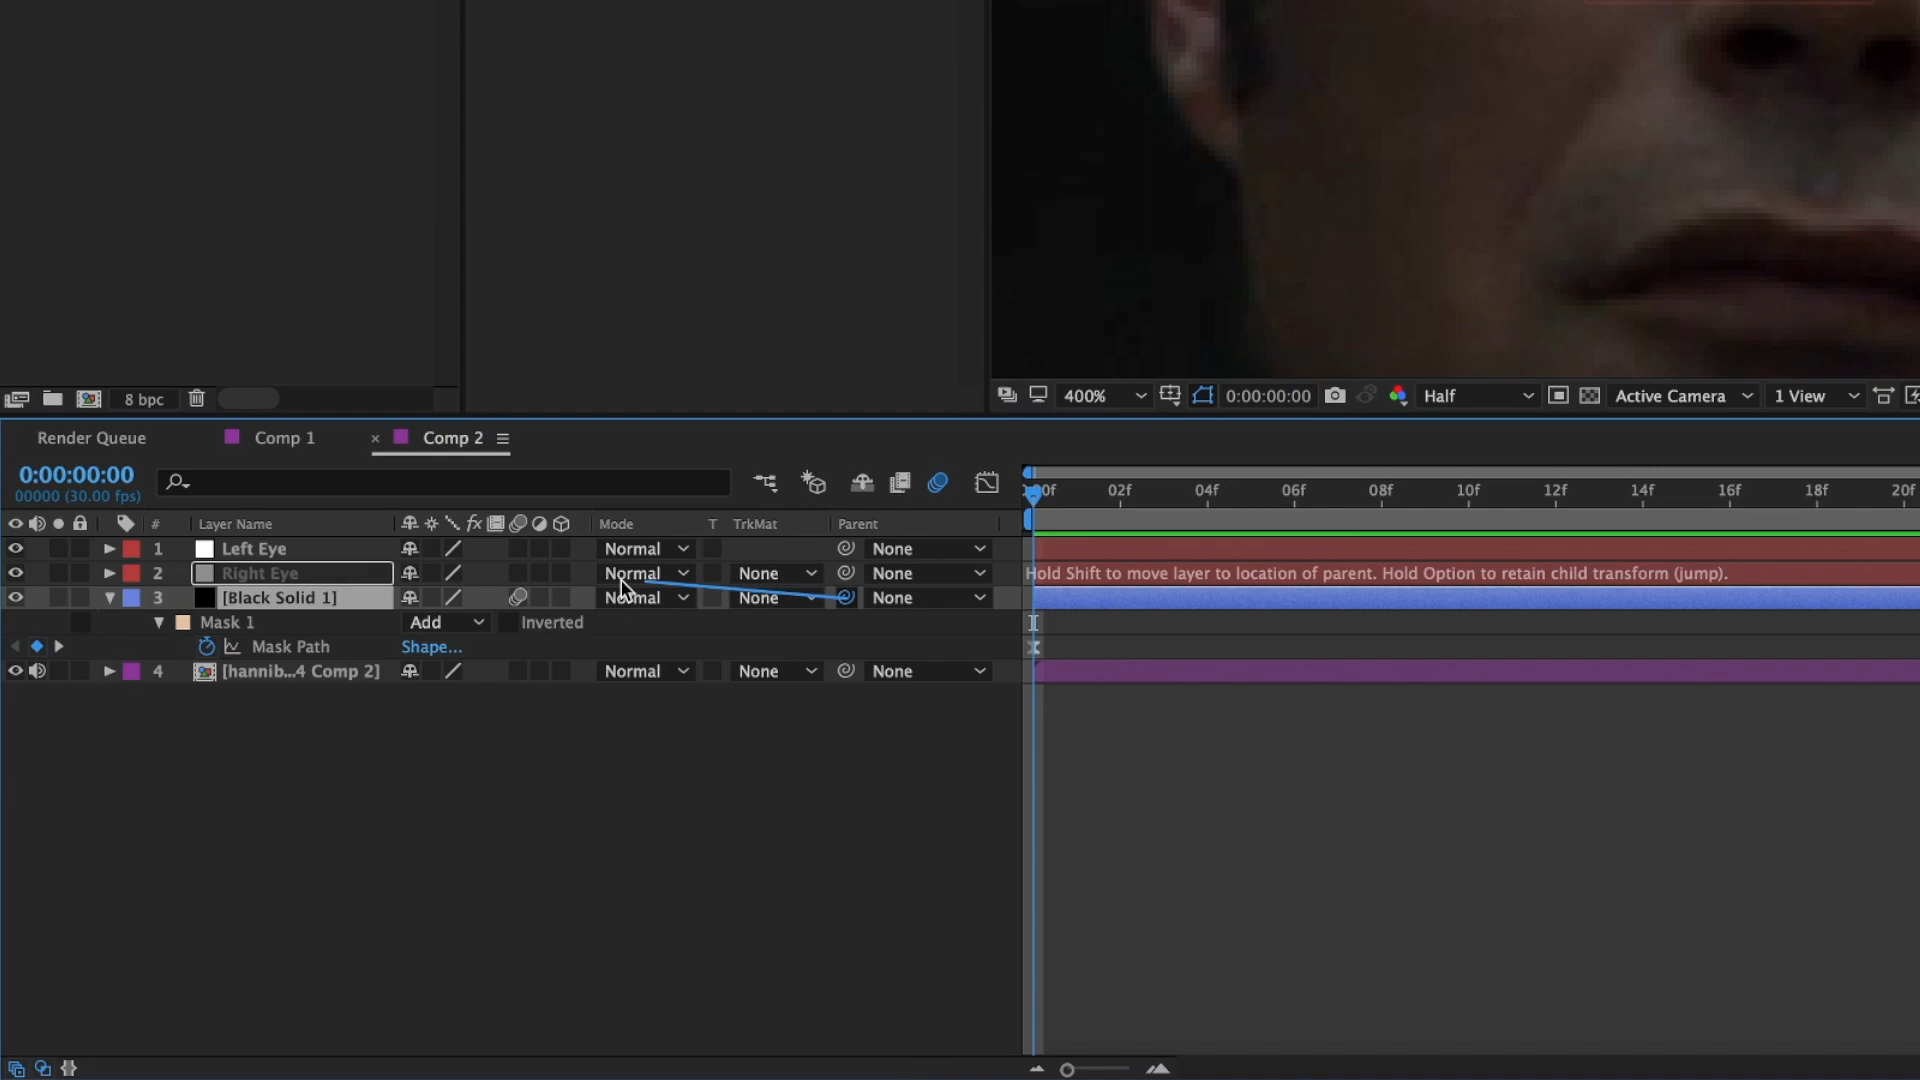 8 bpc
400%
0:00:00:00
Half
Active Camera
1 View
Render Queue
Comp 1
× Comp 2
0:00:00:00
00000 (30.00 fps)
02f 04f 06f 08f 10f 12f 14f 16f 18f 20f
# Layer Name fx Mode T TrkMat Parent
1 Left Eye Normal None
2 Right Eye Normal None None
Hold Shift to move layer to location of parent. Hold Option to retain child transform (jump).
3 [Black Solid 1] Normal None None
Mask 1 Add Inverted
Mask Path Shape...
4 [hannib...4 Comp 2] Normal None None